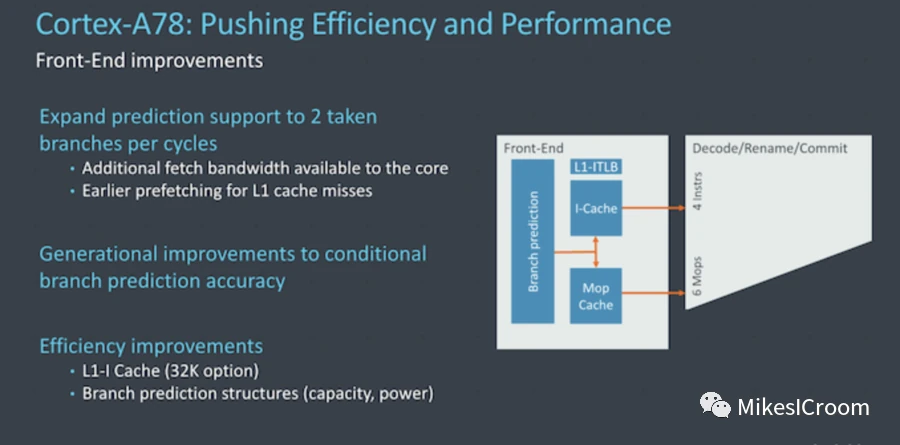 Cortex-A78: Pushing Efficiency and Performance
Front-End improvements
Expand prediction support to 2 taken
branches per cycles
• Additional fetch bandwidth available to the core
• Earlier prefetching for L1 cache misses
Generational improvements to conditional
branch prediction accuracy
Efficiency improvements
• L1-I Cache (32K option)
• Branch prediction structures (capacity, power)
Front-End
Branch prediction
L1-ITLB
I-Cache
Mop
Cache
Decode/Rename/Commit
4 Instrs
6 Mops
MikesICroom